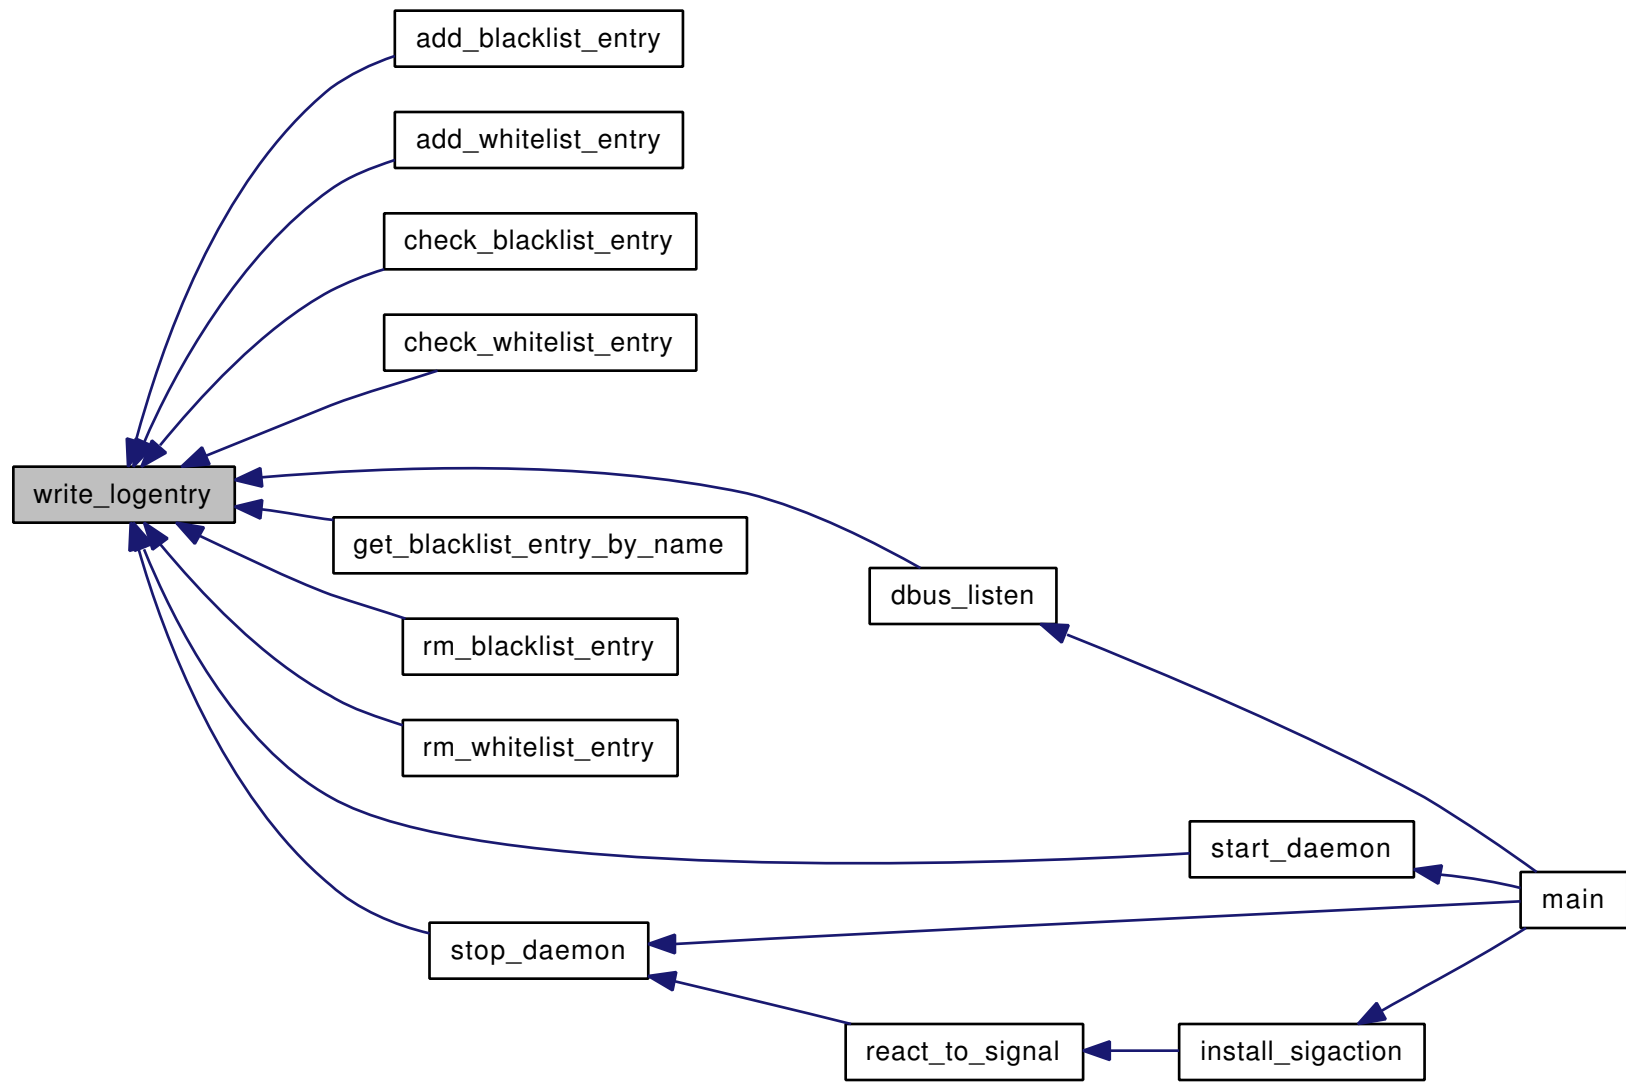 add_blacklist_entry
add_whitelist_entry
check_blacklist_entry
check_whitelist_entry
write_logentry
get_blacklist_entry_by_name
dbus_listen
rm_blacklist_entry
rm_whitelist_entry
start_daemon
main
stop_daemon
react_to_signal
install_sigaction